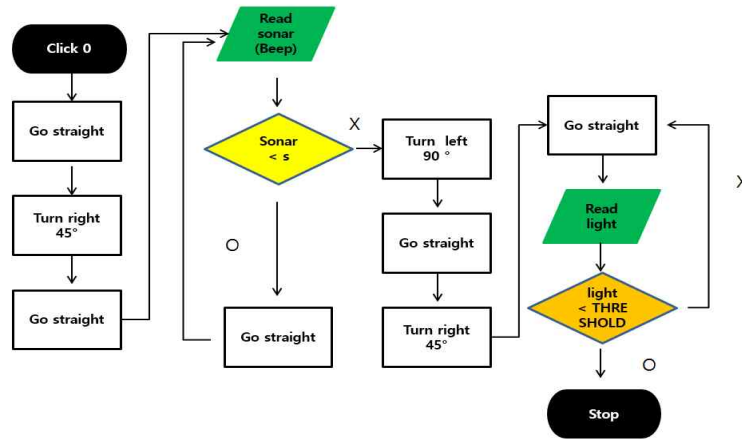 Click 0
Go straight
Turn right
45°
Go straight
Read
sonar
(Beep)
Sonar
< s
X
O
Go straight
Turn left
90 °
Go straight
Turn right
45°
Go straight
Read
light
light
< THRE
SHOLD
X
O
Stop